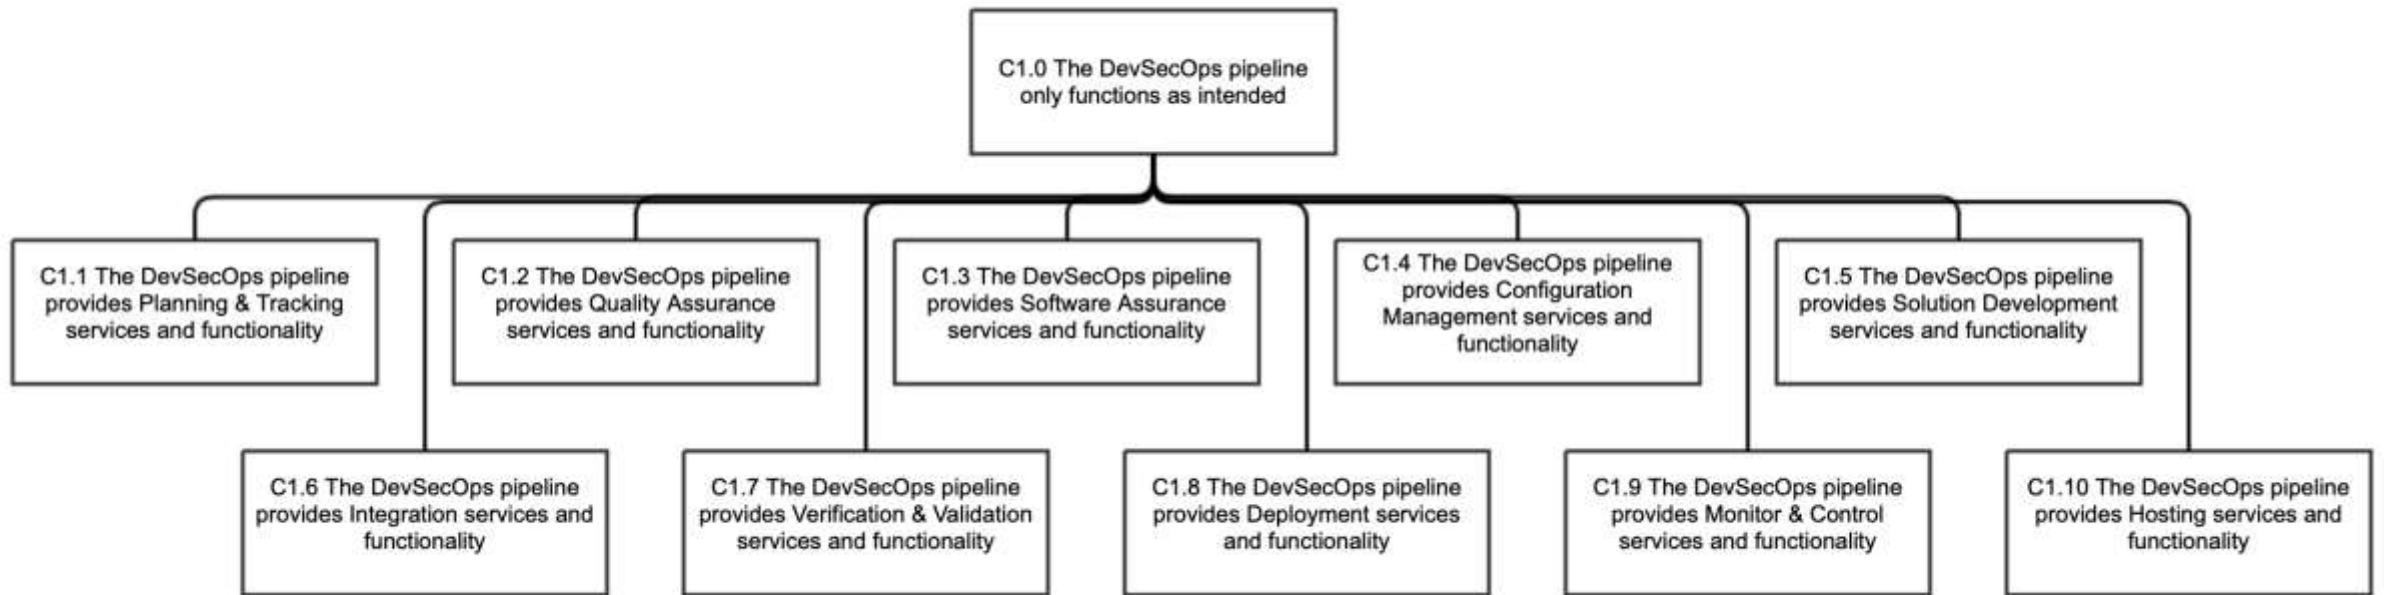 C1.0 The DevSecOps pipeline
only functions as intended
C1.1 The DevSecOps pipeline
provides Planning & Tracking
services and functionality
C1.2 The DevSecOps pipeline
provides Quality Assurance
services and functionality
C1.3 The DevSecOps pipeline
provides Software Assurance
services and functionality
C1.4 The DevSecOps pipeline
provides Configuration
Management services and
functionality
C1.5 The DevSecOps pipeline
provides Solution Development
services and functionality
C1.6 The DevSecOps pipeline
provides Integration services and
functionality
C1.7 The DevSecOps pipeline
provides Verification & Validation
services and functionality
C1.8 The DevSecOps pipeline
provides Deployment services
and functionality
C1.9 The DevSecOps pipeline
provides Monitor & Control
services and functionality
C1.10 The DevSecOps pipeline
provides Hosting services and
functionality